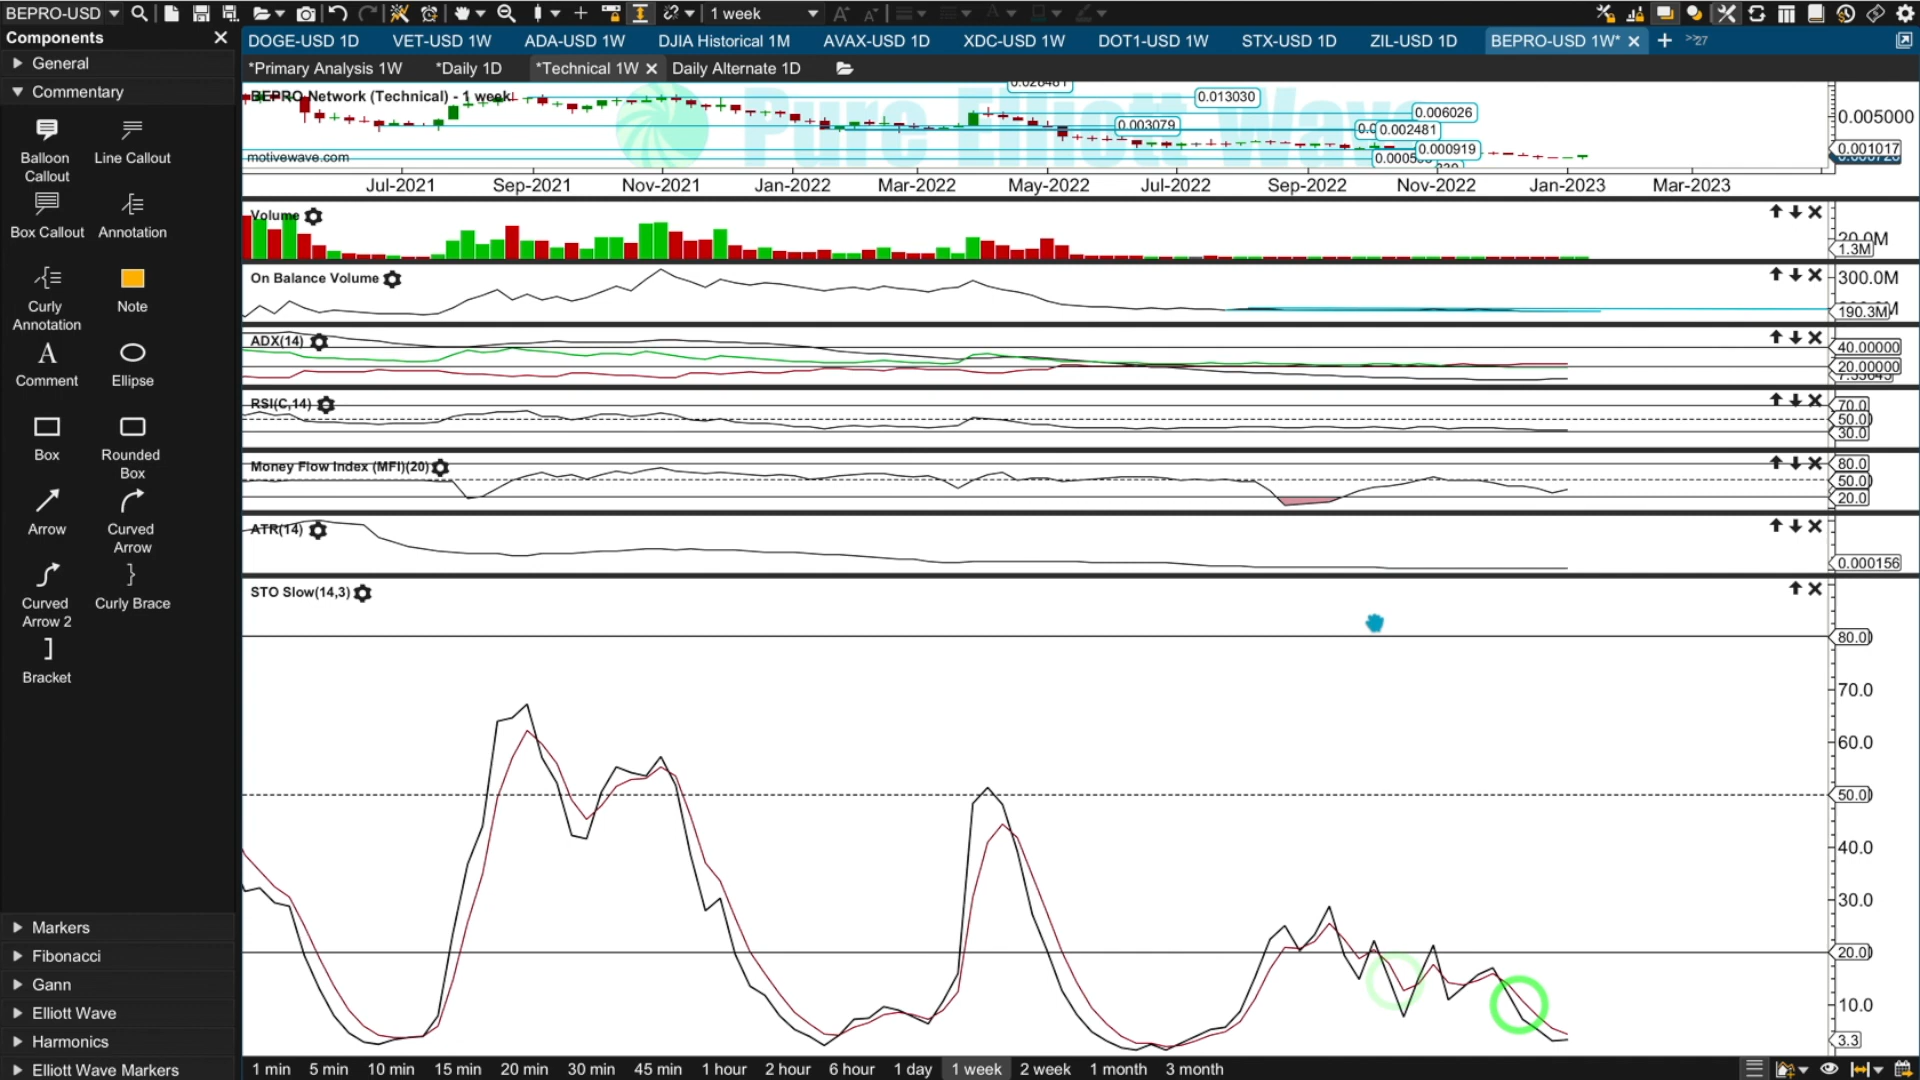 BEPRO-USD
1 week
Components
General
Commentary
Balloon Callout
Line Callout
Box Callout
Annotation
Curly Annotation
Note
Comment
Ellipse
Box
Rounded Box
Arrow
Curved Arrow
Curved Arrow 2
Curly Brace
Bracket
Markers
Fibonacci
Gann
Elliott Wave
Harmonics
Elliott Wave Markers
DOGE-USD 1D
VET-USD 1W
ADA-USD 1W
DJIA Historical 1M
AVAX-USD 1D
XDC-USD 1W
DOT1-USD 1W
STX-USD 1D
ZIL-USD 1D
BEPRO-USD 1W*
27
*Primary Analysis 1W
*Daily 1D
*Technical 1W
Daily Alternate 1D
BEPRO Network (Technical) - 1 week
Pure Elliott Wave
0.013030
0.006026
0.003079
0.002481
0.000919
0.005000
0.001017
motivewave.com
Jul-2021
Sep-2021
Nov-2021
Jan-2022
Mar-2022
May-2022
Jul-2022
Sep-2022
Nov-2022
Jan-2023
Mar-2023
Volume
1.3M
On Balance Volume
300.0M
190.3M
ADX(14)
40.00000
20.00000
RSI(C,14)
70.0
50.0
30.0
Money Flow Index (MFI)(20)
80.0
50.0
20.0
ATR(14)
0.000156
STO Slow(14,3)
80.0
70.0
60.0
50.0
40.0
30.0
20.0
10.0
3.3
1 min
5 min
10 min
15 min
20 min
30 min
45 min
1 hour
2 hour
6 hour
1 day
1 week
2 week
1 month
3 month